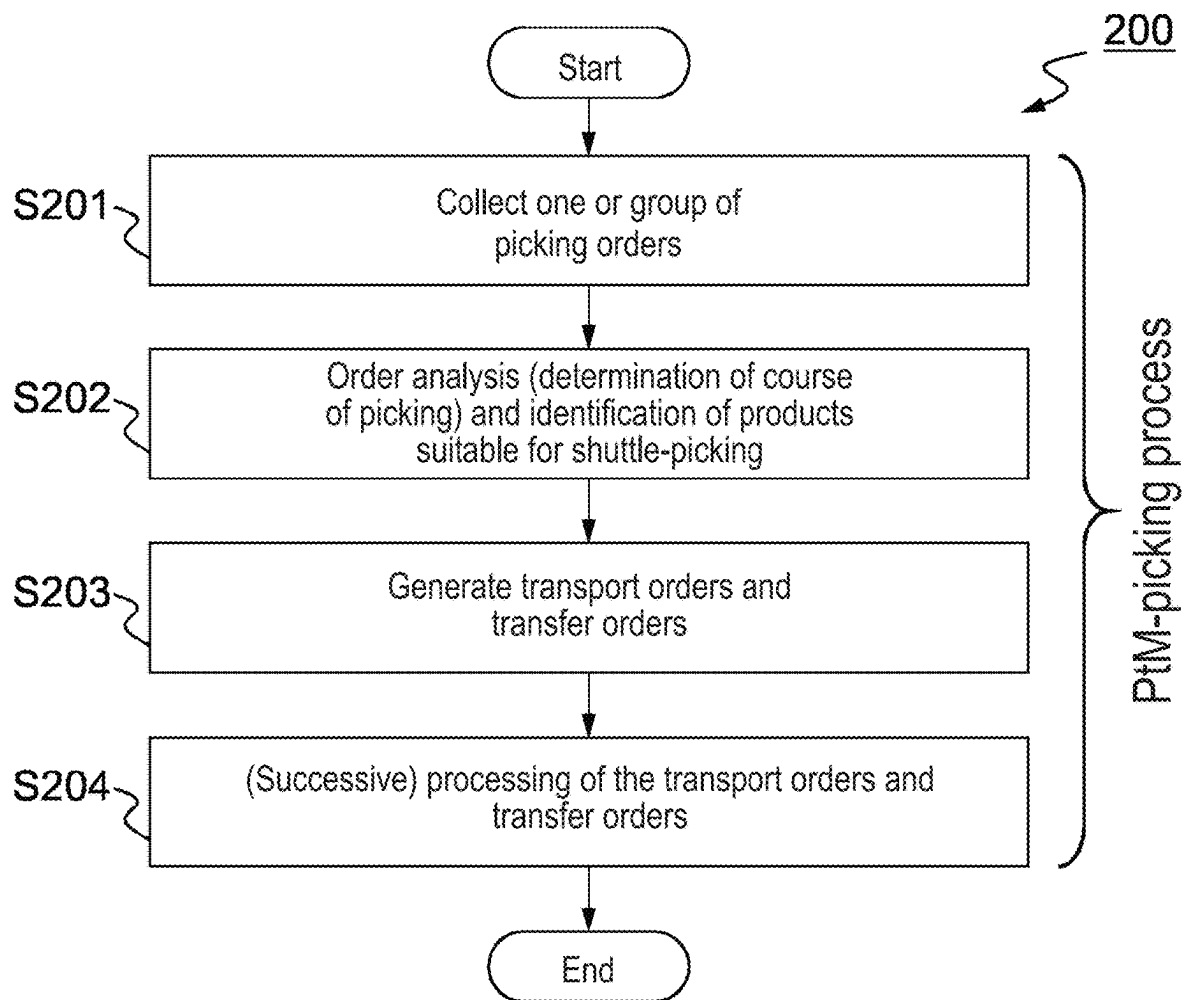 200
Start
S201
Collect one or group of
picking orders
S202
Order analysis (determination of course
of picking) and identification of products
suitable for shuttle-picking
S203
Generate transport orders and
transfer orders
S204
(Successive) processing of the transport orders and
transfer orders
PtM-picking process
End